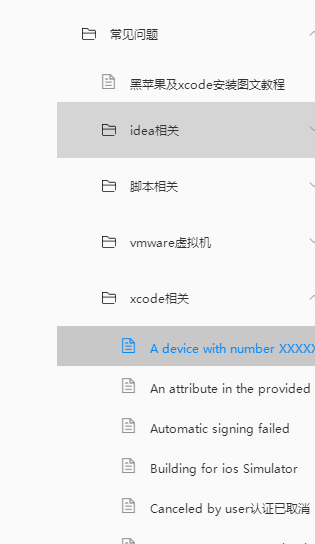 常见问题
黑苹果及xcode安装图文教程
idea相关
脚本相关
vmware虚拟机
xcode相关
A device with number XXXXX
An attribute in the provided
Automatic signing failed
Building for ios Simulator
Canceled by user认证已取消